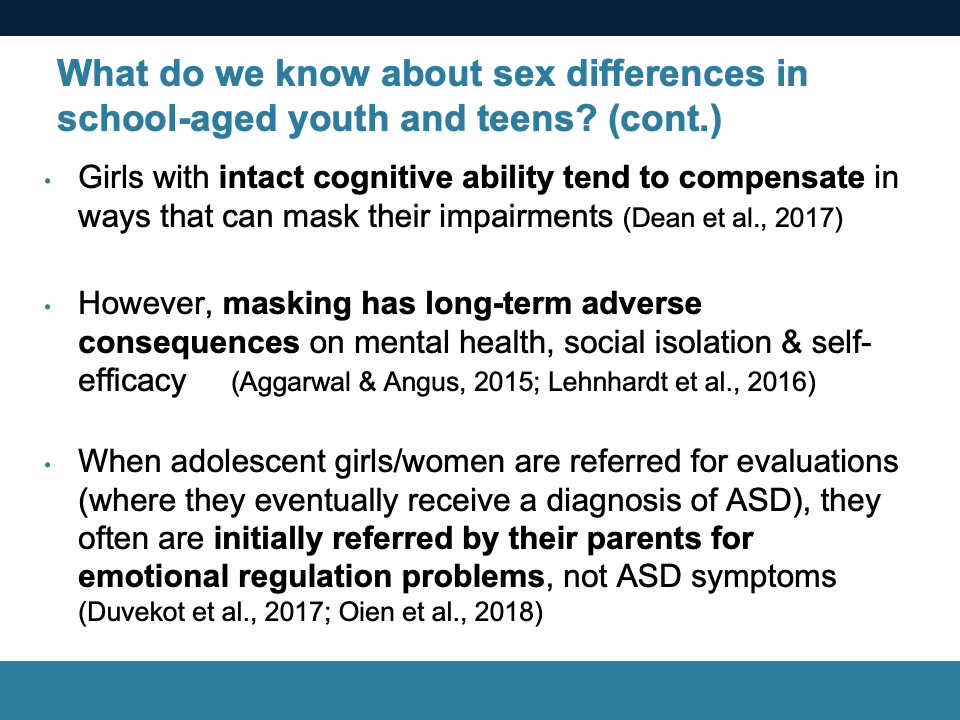 What do we know about sex differences in
school-aged youth and teens? (cont.)
• Girls with intact cognitive ability tend to compensate in
ways that can mask their impairments (Dean et al., 2017)
• However, masking has long-term adverse
consequences on mental health, social isolation & self-
efficacy (Aggarwal & Angus, 2015; Lehnhardt et al., 2016)
• When adolescent girls/women are referred for evaluations
(where they eventually receive a diagnosis of ASD), they
often are initially referred by their parents for
emotional regulation problems, not ASD symptoms
(Duvekot et al., 2017; Oien et al., 2018)